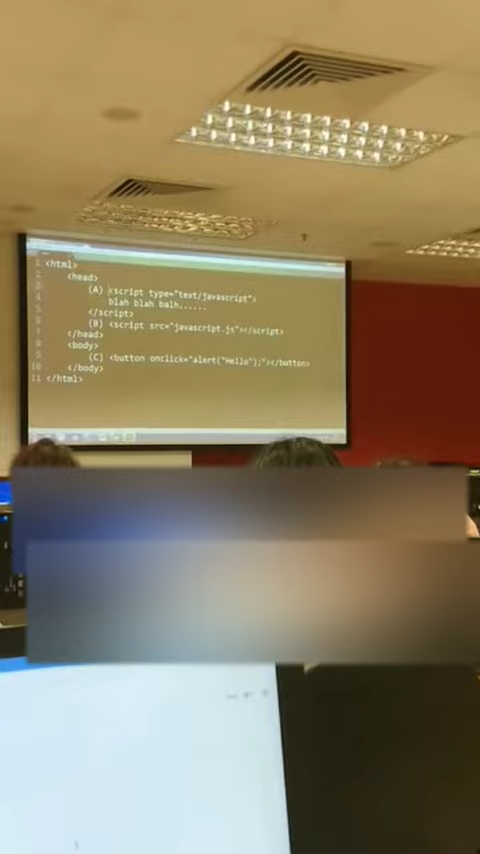 1 <html>
2 <head>
3 (A) <script type="text/javascript">
4 blah blah balh......
5 </script>
6 (B) <script src="javascript.js"></script>
7 </head>
8 <body>
9 (C) <button onclick="alert("Hello");"></button>
10 </body>
11 </html>